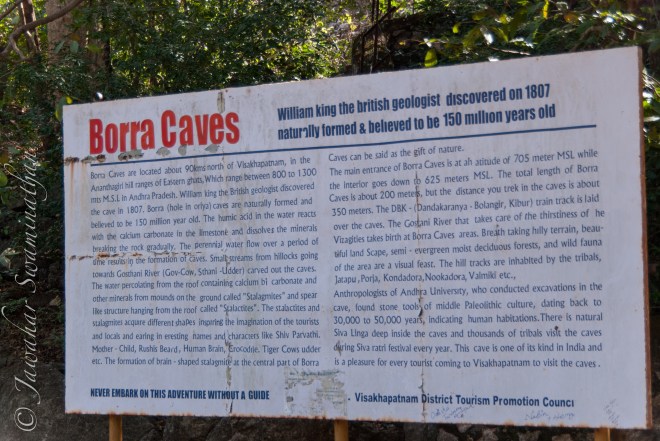 Borra Caves
William king the british geologist discovered on 1807
naturally formed & believed to be 150 million years old
Borra Caves are located about 90kms north of Visakhapatnam, in the
Ananthagiri hill ranges of Eastern ghats, Which range between 800 to 1300
mts M.S.L in Andhra Pradesh. William king the British geologist discovered
the cave in 1807. Borra (hole in oriya) caves are naturally formed and
believed to be 150 million year old. The humic acid in the water reacts
with the calcium carbonate in the limestone and dissolves the minerals
breaking the rock gradually. The perennial water flow over a period of
time results in the formation of caves. Small streams from hillocks going
towards Gosthani River (Gov-Cow, Sthani -Udder) carved out the caves.
The water percolating from the roof containing calcium bi carbonate and
other minerals from mounds on the ground called "Stalagmites" and spear
like structure hanging from the roof called "Stalactites". The stalactites and
stalagmites acquire different shapes inspiring the imagination of the tourists
and locals and earing in eresting names and characters like Shiv Parvathi,
Mother - Child, Rushis Beard, Human Brain, Crocodile, Tiger Cows udder
etc. The formation of brain - shaped stalagmite at the central part of Borra
Caves can be said as the gift of nature.
The main entrance of Borra Caves is at ah atitude of 705 meter MSL while
the interior goes down to 625 meters MSL. The total length of Borra
Caves is about 200 meters but, the distance you trek in the caves is about
350 meters. The DBK - (Dandakaranya - Bolangir, Kibur) train track is laid
over the caves. The Gostani River that takes care of the thirstiness of he
Vizagities takes birth at Borra Caves areas. Breath taking hilly terrain, beau-
tiful land Scape, semi - evergreen moist deciduous forests, and wild fauna
of the area are a visual feast. The hill tracks are inhabited by the tribals,
Jatapu, Porja, Kondadora, Nookadora, Valmiki etc.,
Anthropologists of Andhra University, who conducted excavations in the
cave, found stone tools of middle Paleolithic culture, dating back to
30,000 to 50,000 years, indicating human habitations. There is natural
Siva Linga deep inside the caves and thousands of tribals visit the caves
during Siva ratri festival every year. This cave is one of its kind in India and
is a pleasure for every tourist coming to Visakhapatnam to visit the caves.
NEVER EMBARK ON THIS ADVENTURE WITHOUT A GUIDE
- Visakhapatnam District Tourism Promotion Counci
© Jawahar Swaminathan